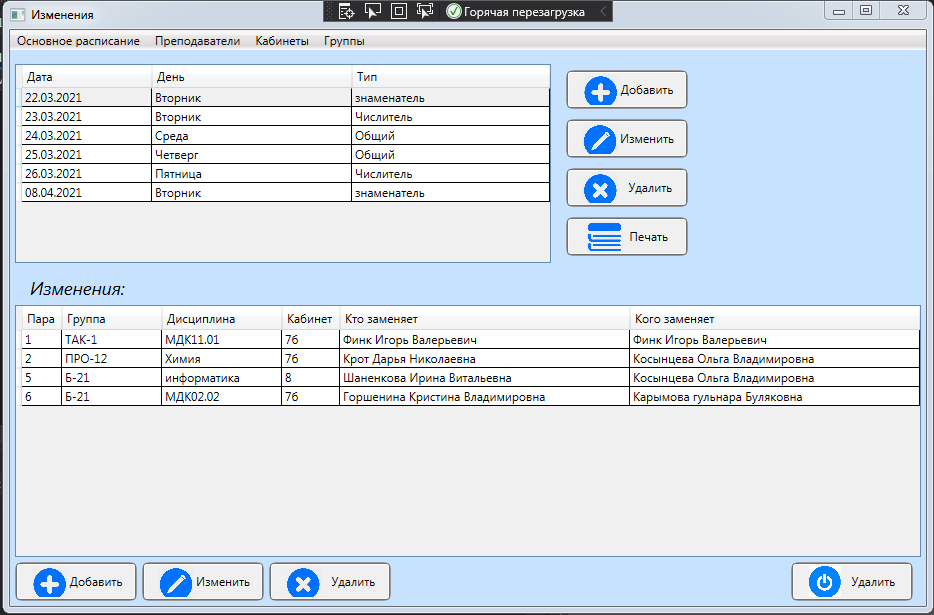 Изменения
Горячая перезагрузка
Основное расписание Преподаватели Кабинеты Группы
Дата День Тип
22.03.2021 Вторник знаменатель
23.03.2021 Вторник Числитель
24.03.2021 Среда Общий
25.03.2021 Четверг Общий
26.03.2021 Пятница Числитель
08.04.2021 Вторник знаменатель
Добавить
Изменить
Удалить
Печать
Изменения:
Пара Группа Дисциплина Кабинет Кто заменяет Кого заменяет
1 ТАК-1 МДК11.01 76 Финк Игорь Валерьевич Финк Игорь Валерьевич
2 ПРО-12 Химия 76 Крот Дарья Николаевна Косынцева Ольга Владимировна
5 Б-21 информатика 8 Шаненкова Ирина Витальевна Косынцева Ольга Владимировна
6 Б-21 МДК02.02 76 Горшенина Кристина Владимировна Карымова гульнара Буляковна
Добавить Изменить Удалить Удалить